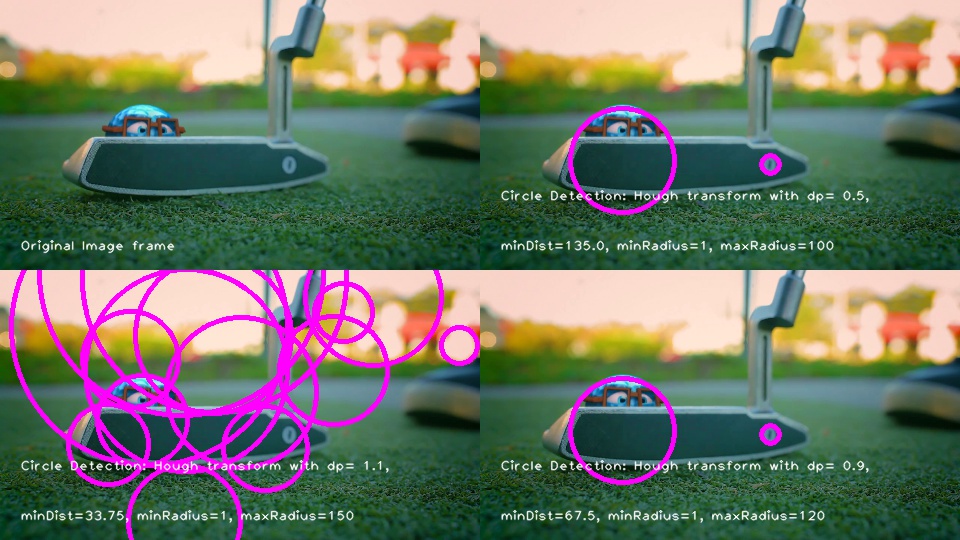 Original Image frame
Circle Detection: Hough transform with dp= 0.5,
minDist=135.0, minRadius=1, maxRadius=100
Circle Detection: Hough transform with dp= 1.1,
minDist=33.75, minRadius=1, maxRadius=150
Circle Detection: Hough transform with dp= 0.9,
minDist=67.5, minRadius=1, maxRadius=120